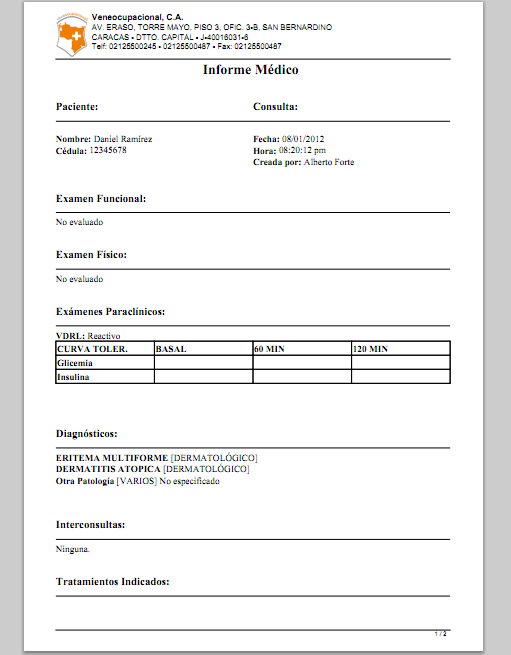 Veneocupacional, C.A.
AV. ERASO, TORRE MAYO, PISO 3, OFIC. 3-B, SAN BERNARDINO
CARACAS • DTTO. CAPITAL • J-40016031-6
Telf: 02125500245 • 02125500467 • Fax: 02125500467
Informe Médico
Paciente: Consulta:
Nombre: Daniel Ramírez Fecha: 08/01/2012
Cédula: 12345678 Hora: 08:20:12 pm
Creada por: Alberto Forte
Examen Funcional:
No evaluado
Examen Físico:
No evaluado
Exámenes Paraclínicos:
VDRL: Reactivo
CURVA TOLER. BASAL 60 MIN 120 MIN
Glicemia
Insulina
Diagnósticos:
ERITEMA MULTIFORME [DERMATOLÓGICO]
DERMATITIS ATOPICA [DERMATOLÓGICO]
Otra Patología [VARIOS] No especificado
Interconsultas:
Ninguna.
Tratamientos Indicados:
1 / 2